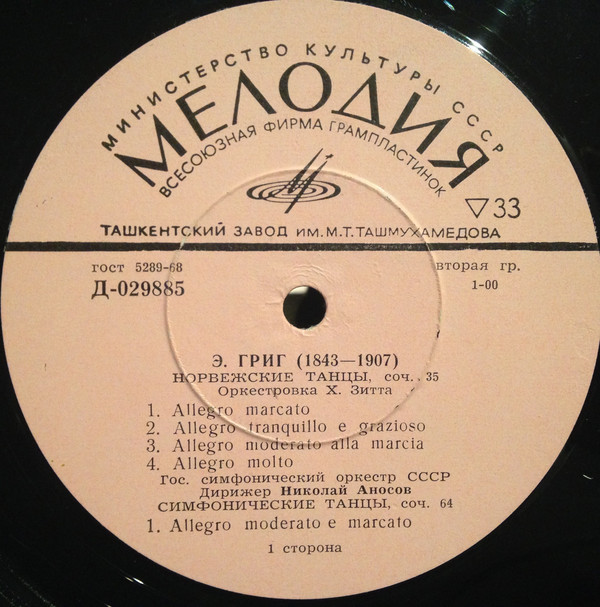 МИНИСТЕРСТВО КУЛЬТУРЫ СССР
МЕЛОДИЯ
ВСЕСОЮЗНАЯ ФИРМА ГРАМПЛАСТИНОК
▽33
ТАШКЕНТСКИЙ ЗАВОД ИМ. М.Т. ТАШМУХАМЕДОВА
гост 5289-68
вторая гр.
Д-029885
1-00
Э. ГРИГ (1843—1907)
НОРВЕЖСКИЕ ТАНЦЫ, соч. 35
Оркестровка Х. Зитта
1. Allegro marcato
2. Allegro tranquillo e grazioso
3. Allegro moderato alla marcia
4. Allegro molto
Гос. симфонический оркестр СССР
Дирижер Николай Аносов
СИМФОНИЧЕСКИЕ ТАНЦЫ, соч. 64
1. Allegro moderato e marcato
1 сторона